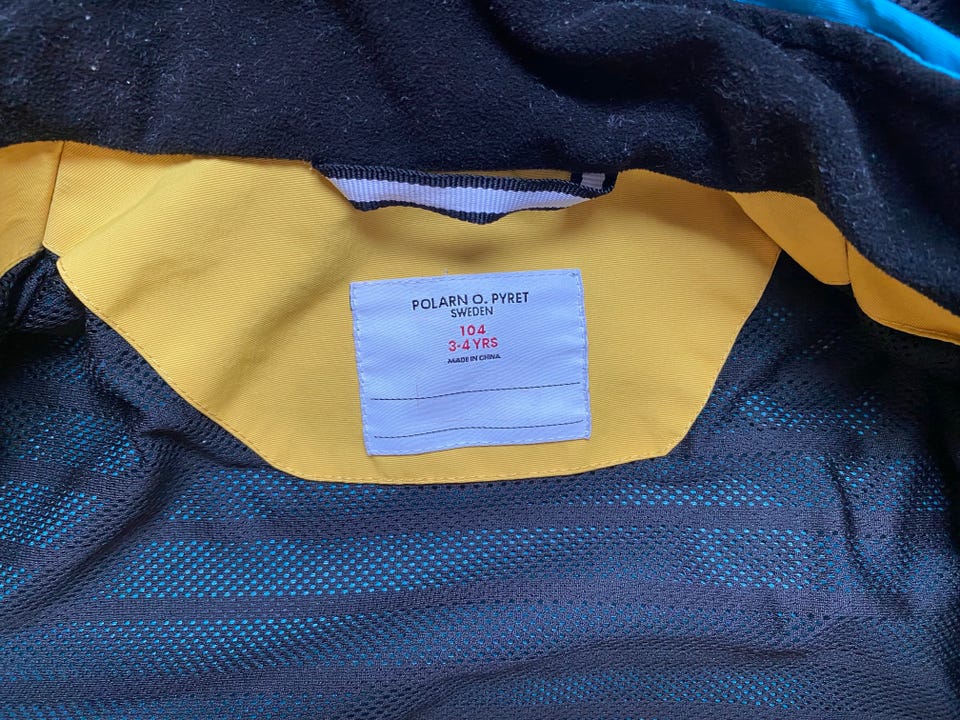 POLARN O. PYRET
SWEDEN
104
3-4 YRS
MADE IN CHINA